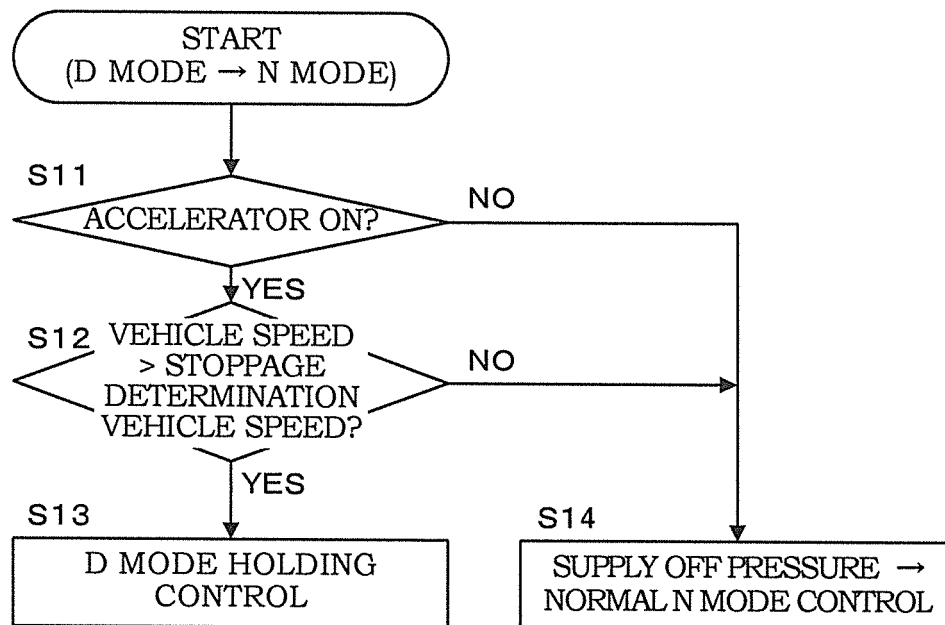 START
(D MODE → N MODE)
S11
ACCELERATOR ON?
NO
YES
S12
VEHICLE SPEED
> STOPPAGE
DETERMINATION
VEHICLE SPEED?
NO
YES
S13
D MODE HOLDING
CONTROL
S14
SUPPLY OFF PRESSURE →
NORMAL N MODE CONTROL